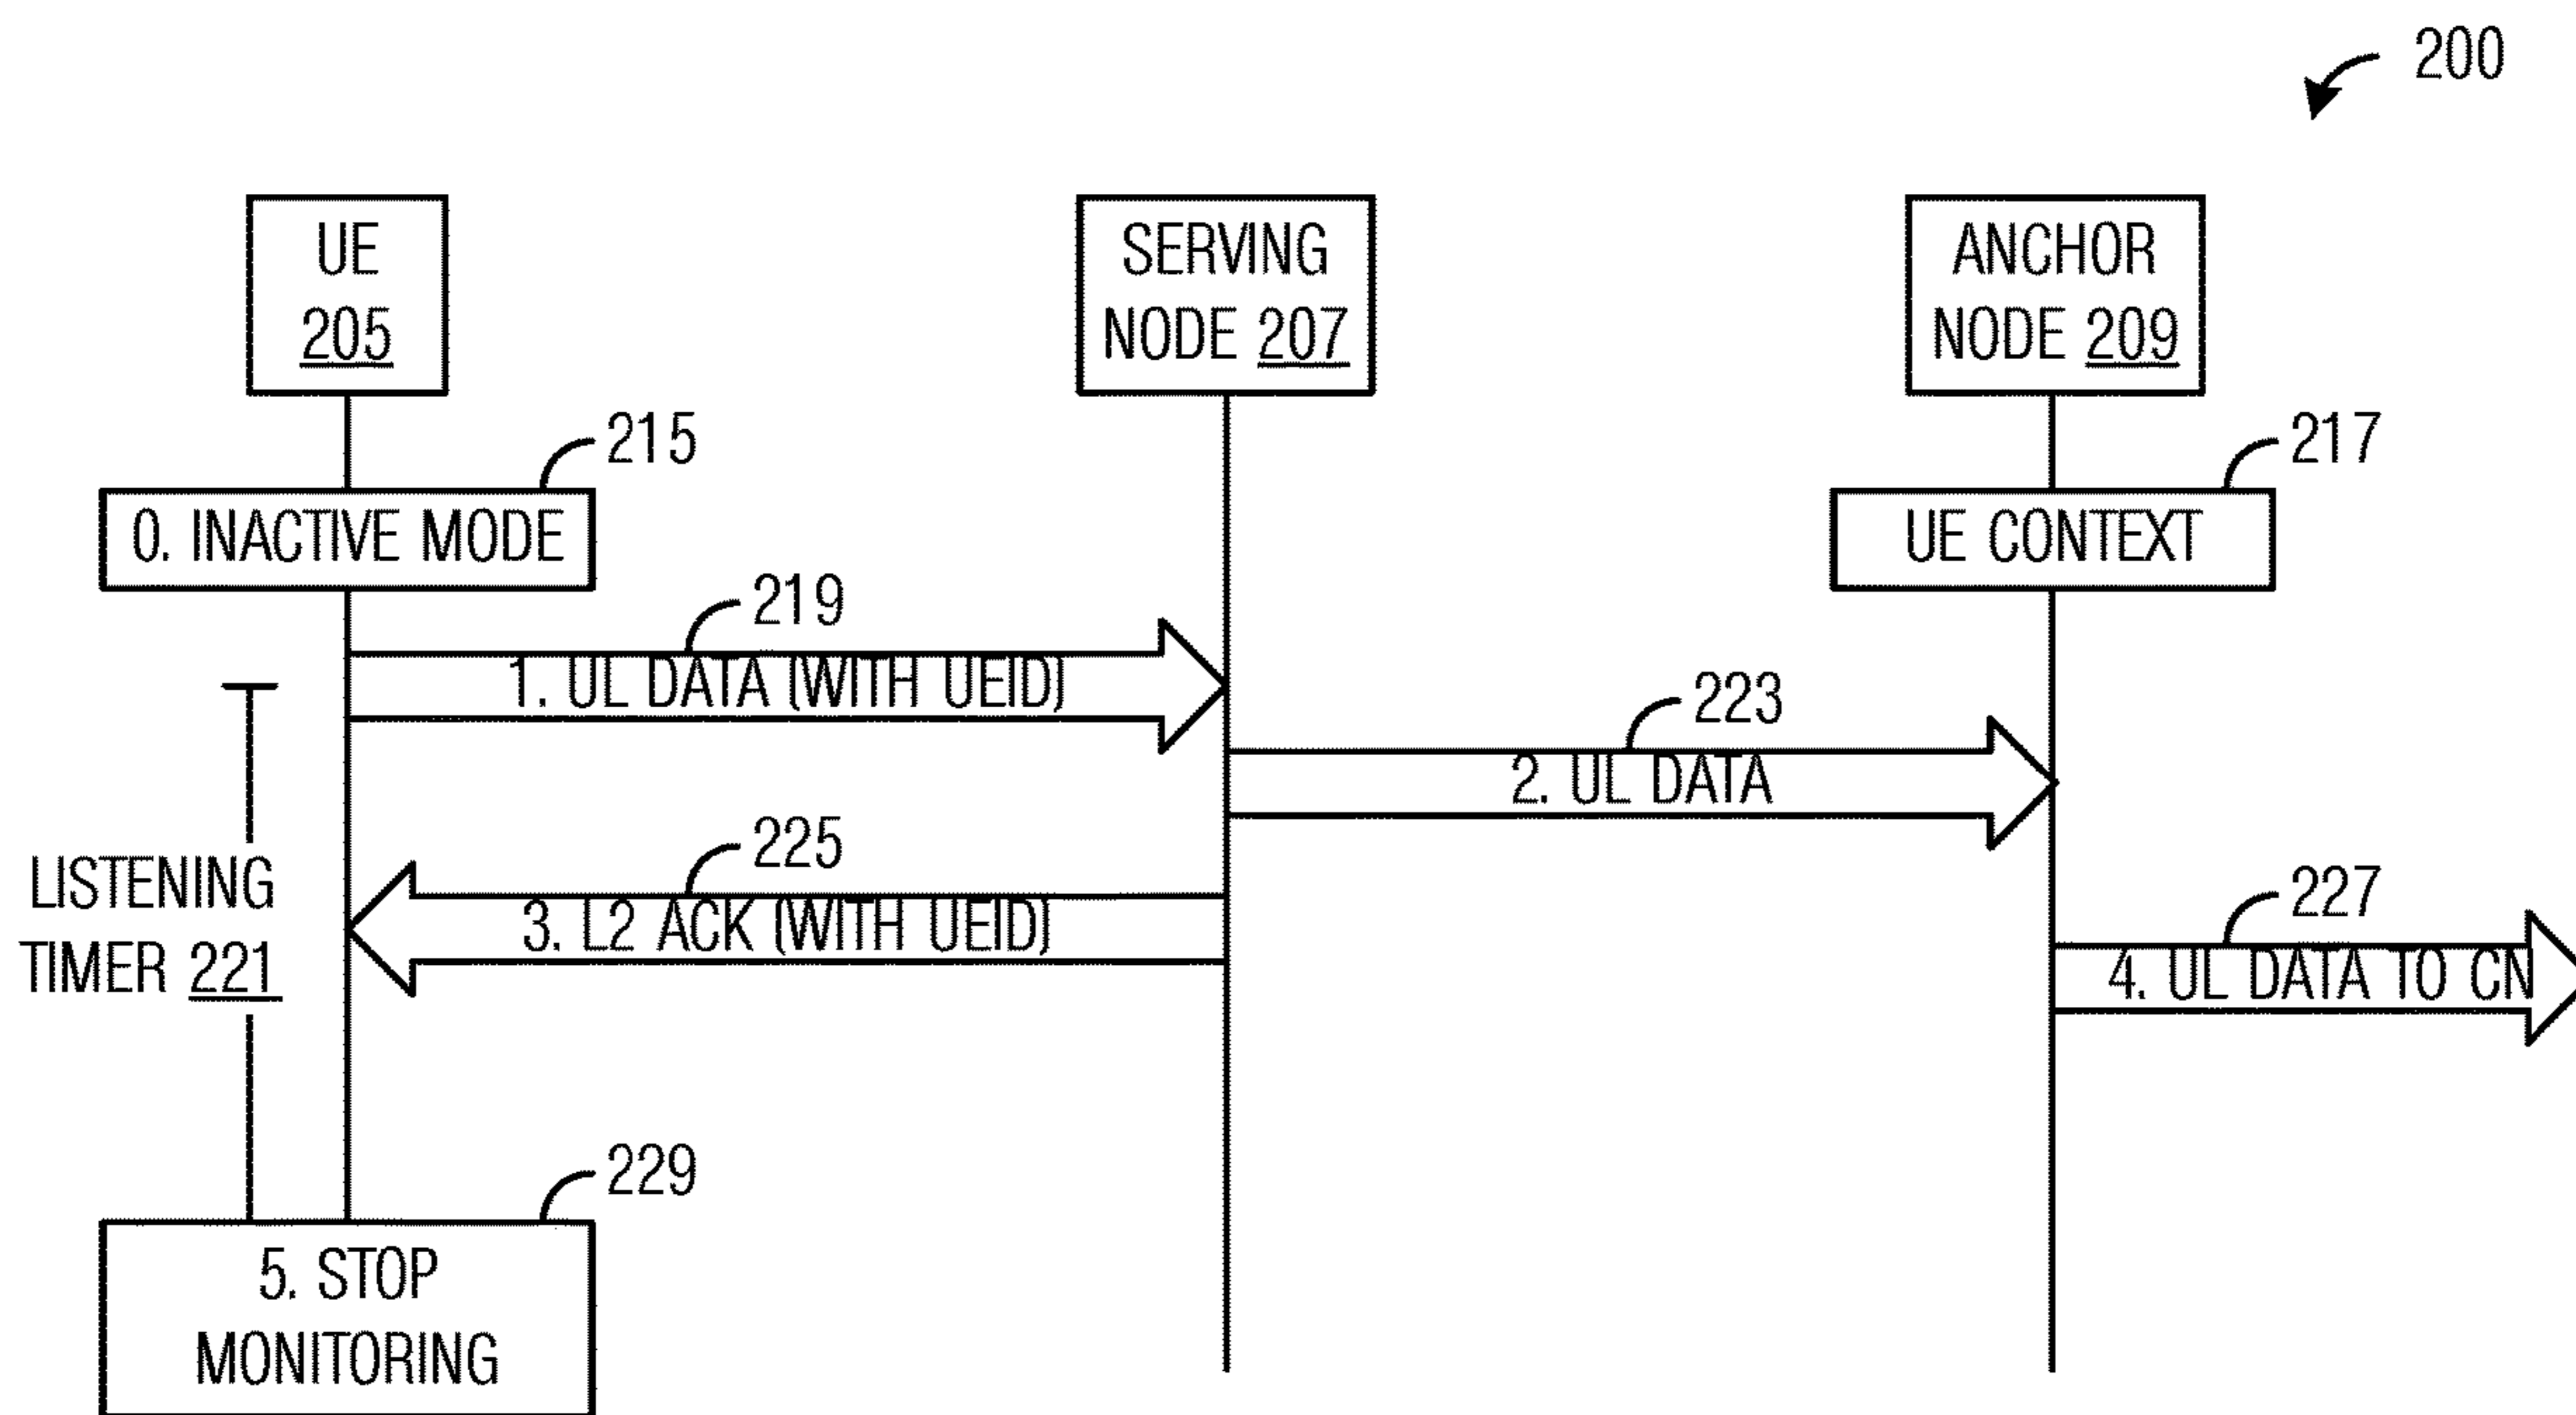 200
UE
205
SERVING
NODE 207
ANCHOR
NODE 209
215
217
0. INACTIVE MODE
UE CONTEXT
219
1. UL DATA (WITH UEID)
223
2. UL DATA
225
LISTENING
TIMER 221
3. L2 ACK (WITH UEID)
227
4. UL DATA TO CN
229
5. STOP
MONITORING